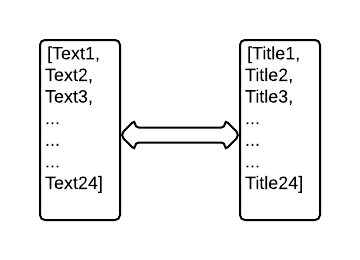 [Text1,
Text2,
Text3,
...
...
...
Text24]
[Title1,
Title2,
Title3,
...
...
...
Title24]